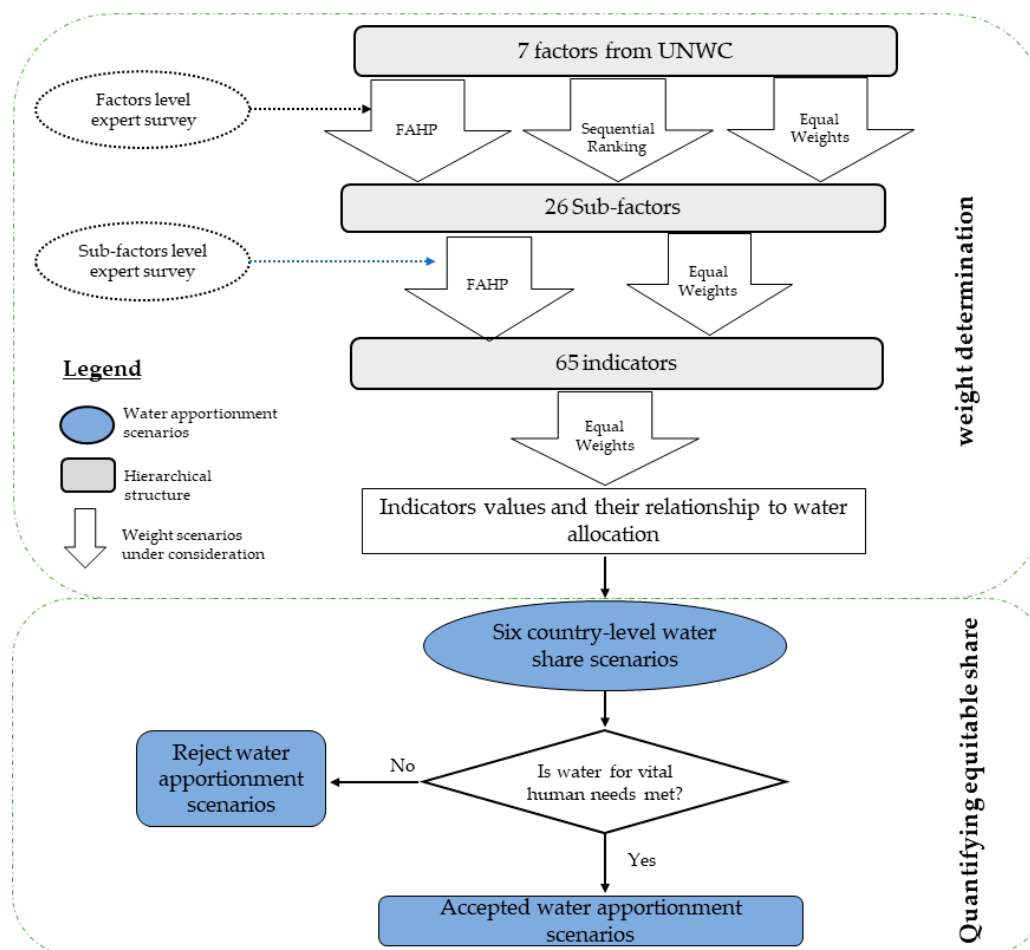 7 factors from UNWC
Factors level
expert survey
FAHP
Sequential
Ranking
Equal
Weights
26 Sub-factors
Sub-factors level
expert survey
FAHP
Equal
Weights
65 indicators
Equal
Weights
Legend
Water apportionment
scenarios
Hierarchical
structure
Weight scenarios
under consideration
Indicators values and their relationship to water
allocation
weight determination
Six country-level water
share scenarios
Reject water
apportionment
scenarios
No
Is water for vital
human needs met?
Yes
Accepted water apportionment
scenarios
Quantifying equitable share